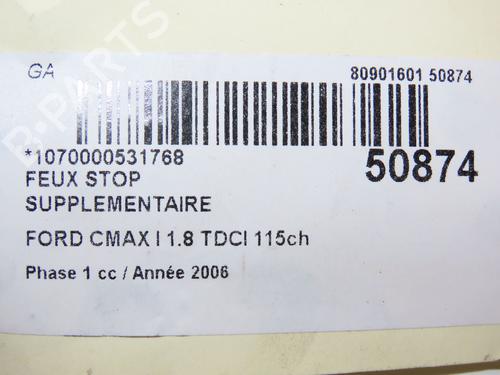 GA
80901601 50874
*1070000531768
50874
FEUX STOP
SUPPLEMENTAIRE
FORD CMAX I 1.8 TDCI 115ch
Phase 1 cc / Année 2006
B-PARTS